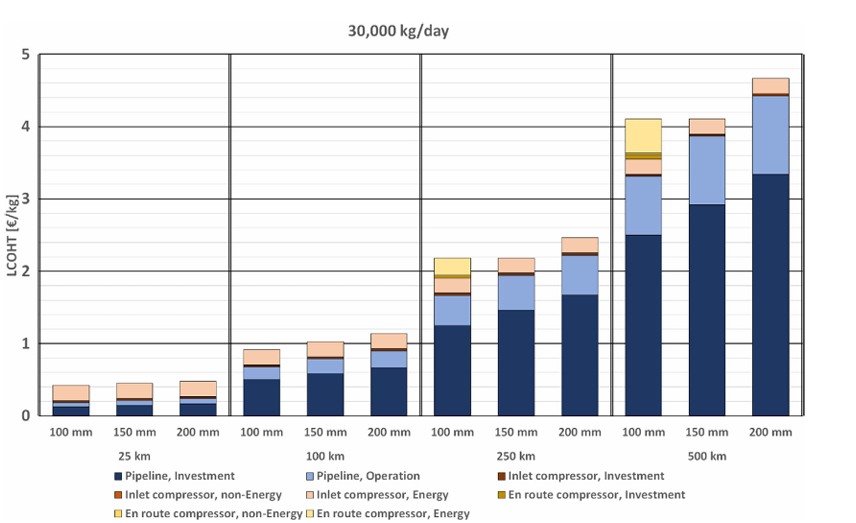 30,000 kg/day
LCOHT [€/kg]
5
4
3
2
1
0
100 mm 150 mm 200 mm 100 mm 150 mm 200 mm 100 mm 150 mm 200 mm 100 mm 150 mm 200 mm
25 km 100 km 250 km 500 km
Pipeline, Investment Pipeline, Operation Inlet compressor, Investment
Inlet compressor, non-Energy Inlet compressor, Energy En route compressor, Investment
En route compressor, non-Energy En route compressor, Energy